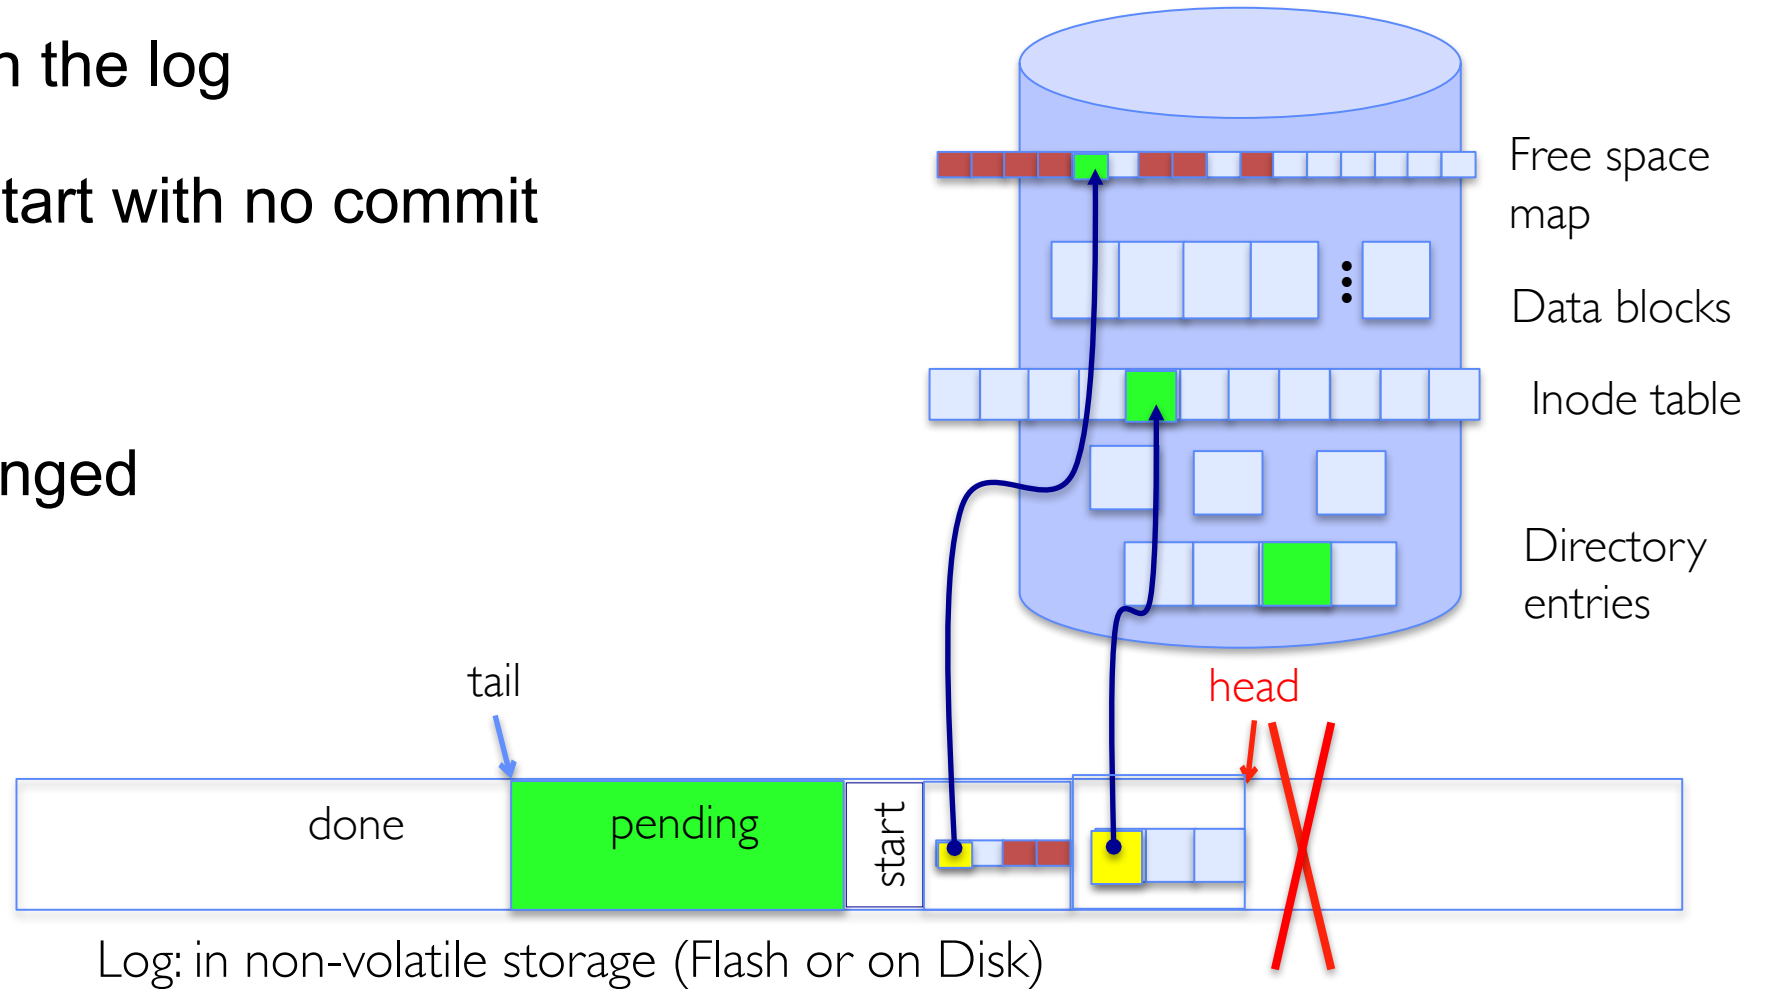 n the log
tart with no commit
nged
Free space
map
Data blocks
Inode table
Directory
entries
tail
head
done
pending
start
Log: in non-volatile storage (Flash or on Disk)